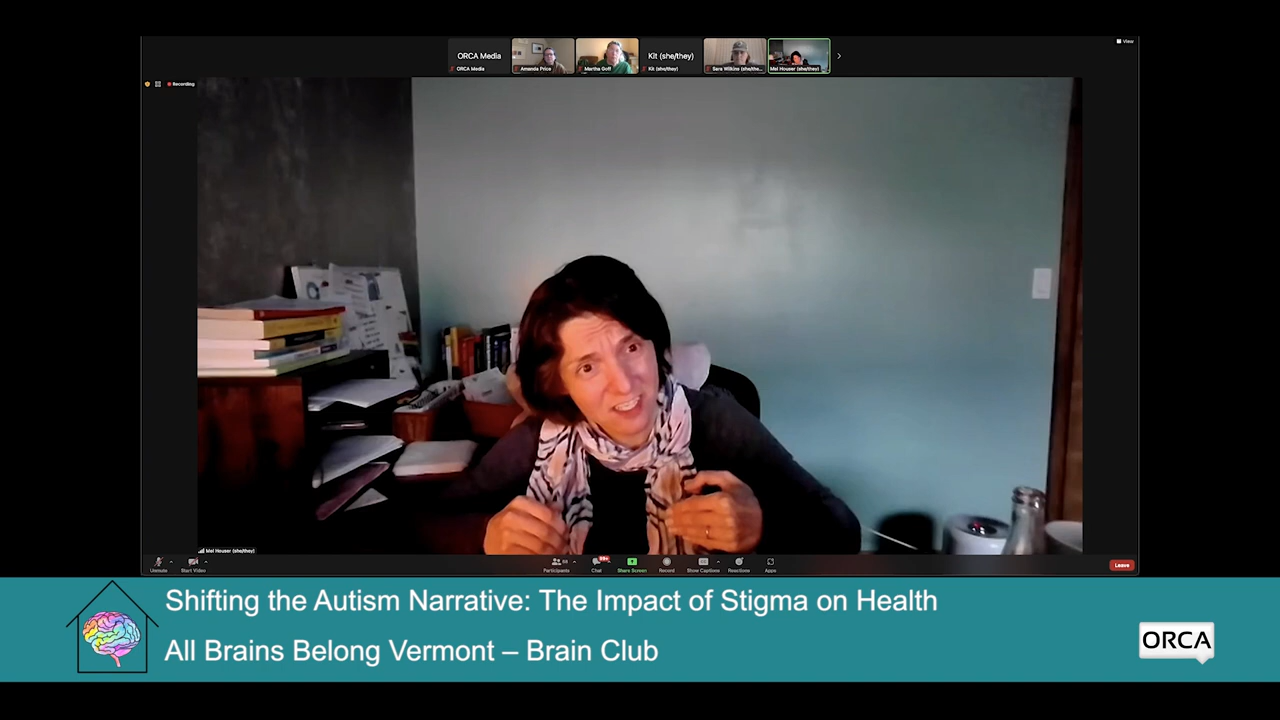 View
ORCA Media
Kit (she/they)
ORCA Media
Amanda Price
Martha Goff
Kit (she/they)
Sara Wilkins (she/the...
Mel Houser (she/they)
Recording
Mel Houser (she/they)
Unmute
Start Video
Participants
Chat
Share Screen
Record
Show Captions
Reactions
Apps
Leave
Shifting the Autism Narrative: The Impact of Stigma on Health
All Brains Belong Vermont – Brain Club
ORCA